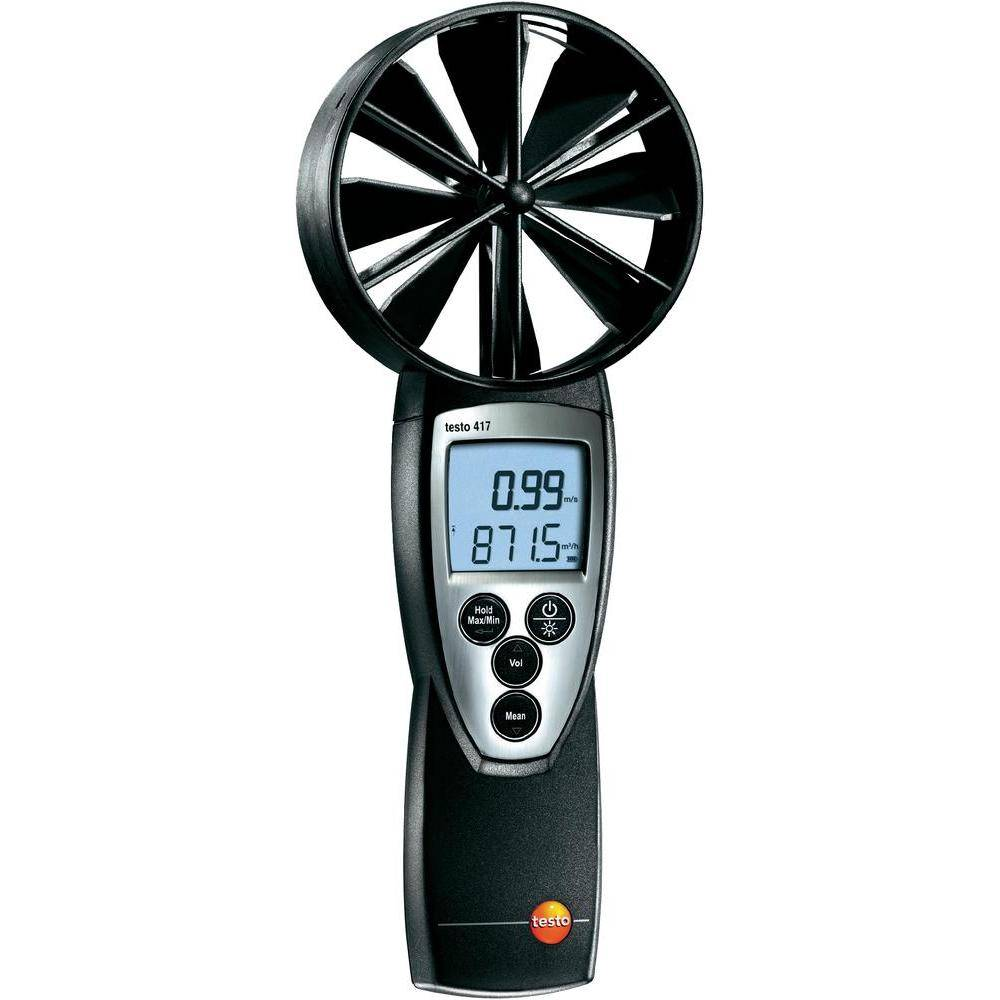 testo 417
0.99 m/s
871.5 m³/h
Hold
Max/Min
Vol
Mean
testo